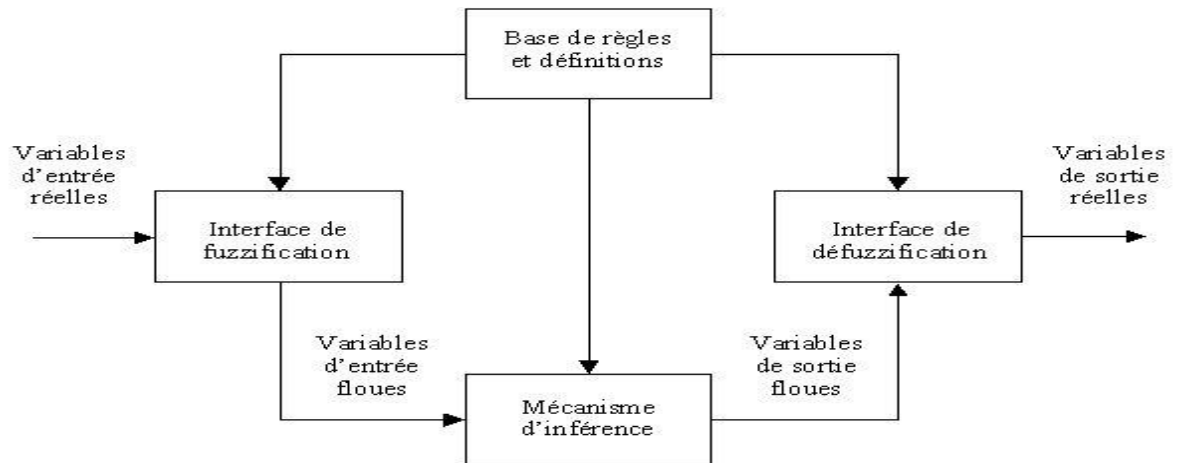 Base de règles
et définitions
Variables
d'entrée
réelles
Variables
de sortie
réelles
Interface de
fuzzification
Interface de
défuzzification
Variables
d'entrée
floues
Variables
de sortie
floues
Mécanisme
d'inférence